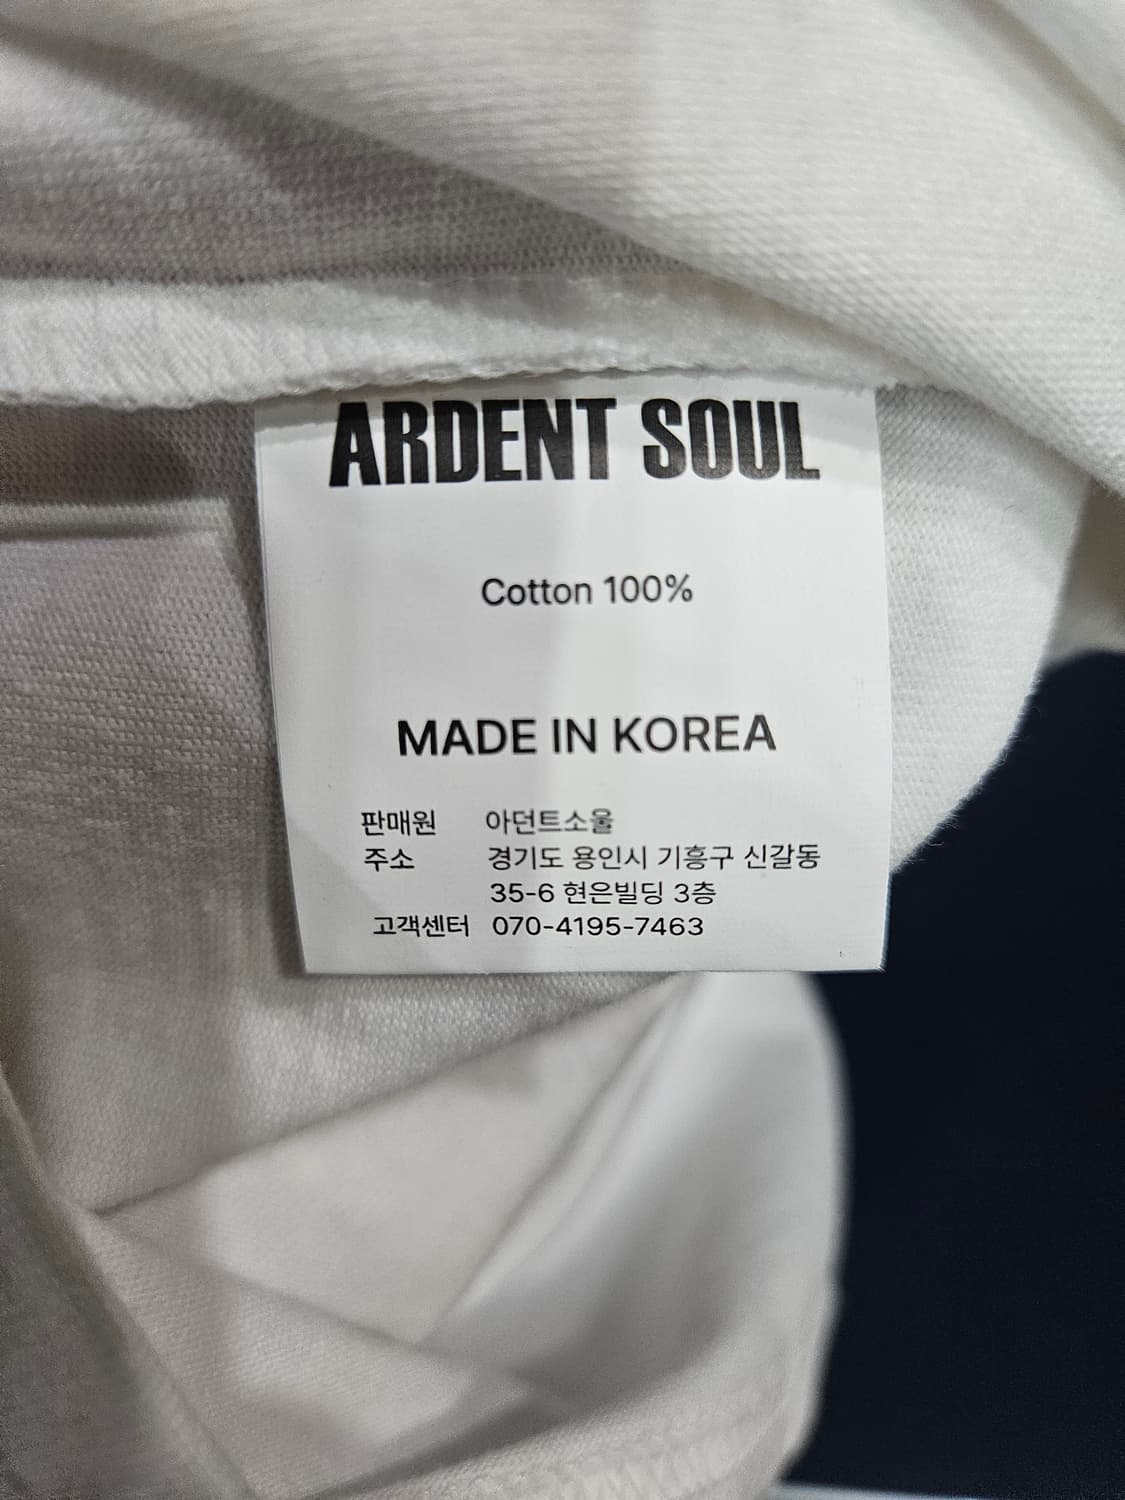 ARDENT SOUL
Cotton 100%
MADE IN KOREA
판매원 아던트소울
주소 경기도 용인시 기흥구 신갈동
35-6 현은빌딩 3층
고객센터 070-4195-7463